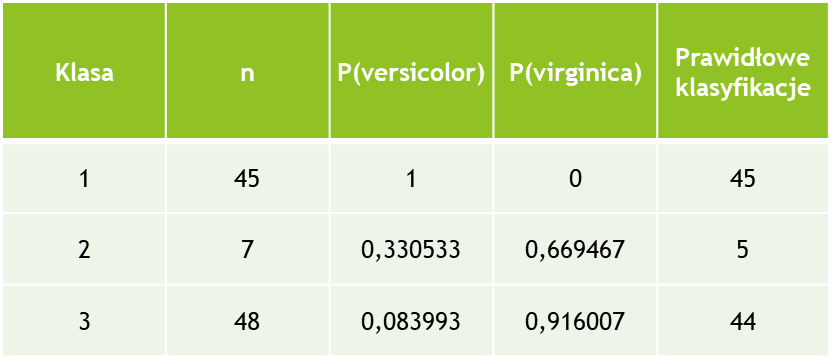 Klasa n P(versicolor) P(virginica) Prawidłowe klasyfikacje
1 45 1 0 45
2 7 0,330533 0,669467 5
3 48 0,083993 0,916007 44